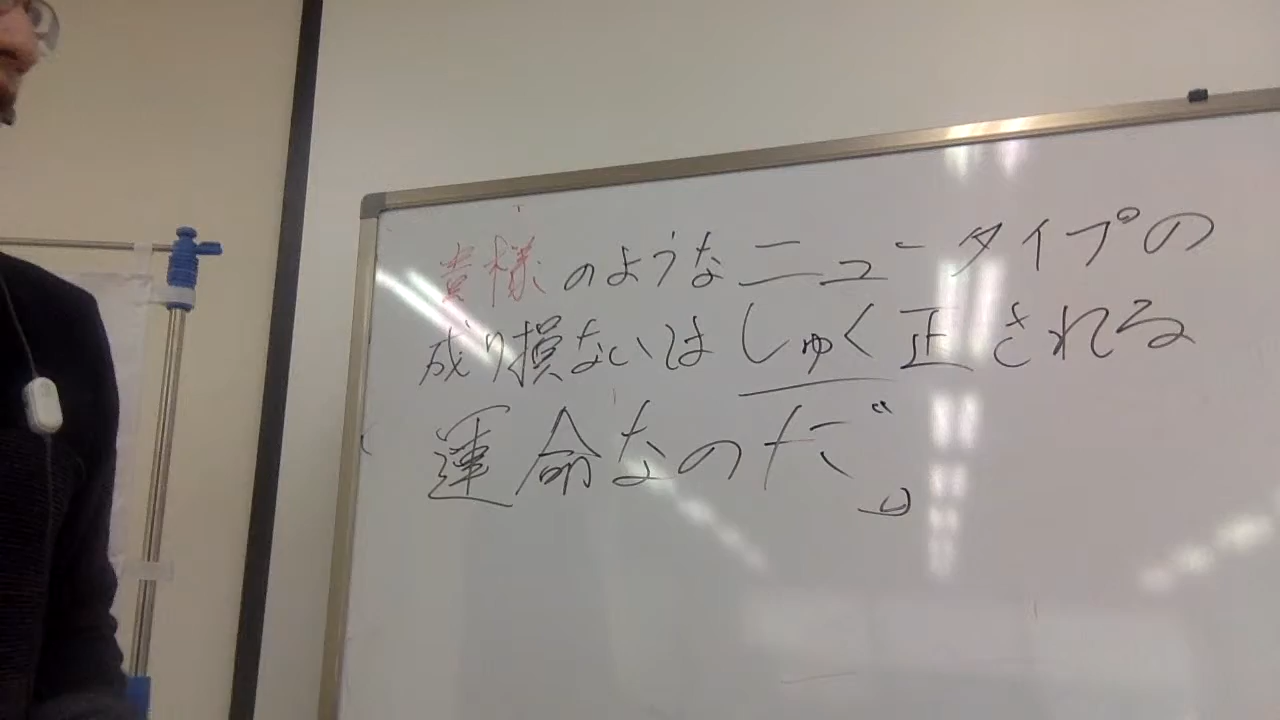 貴様のようなニュータイプの
成り損ないはしゅく正される
運命なのだ。」